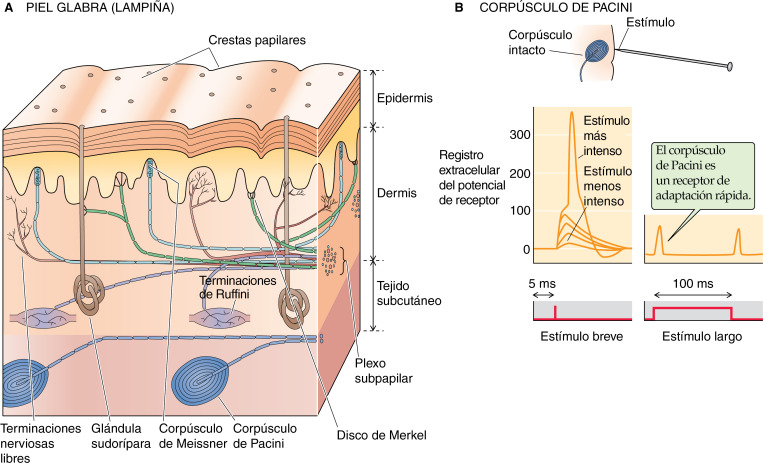 A PIEL GLABRA (LAMPIÑA)
Crestas papilares
Epidermis
Dermis
Tejido
subcutáneo
Terminaciones
de Ruffini
Plexo
subpapilar
Terminaciones
nerviosas
libres
Glándula
sudorípara
Corpúsculo
de Meissner
Corpúsculo
de Pacini
Disco de Merkel
B CORPÚSCULO DE PACINI
Estímulo
Corpúsculo
intacto
Registro
extracelular
del potencial
de receptor
300
200
100
0
Estímulo
más
intenso
Estímulo
menos
intenso
El corpúsculo
de Pacini es
un receptor de
adaptación rápida.
5 ms
Estímulo breve
100 ms
Estímulo largo